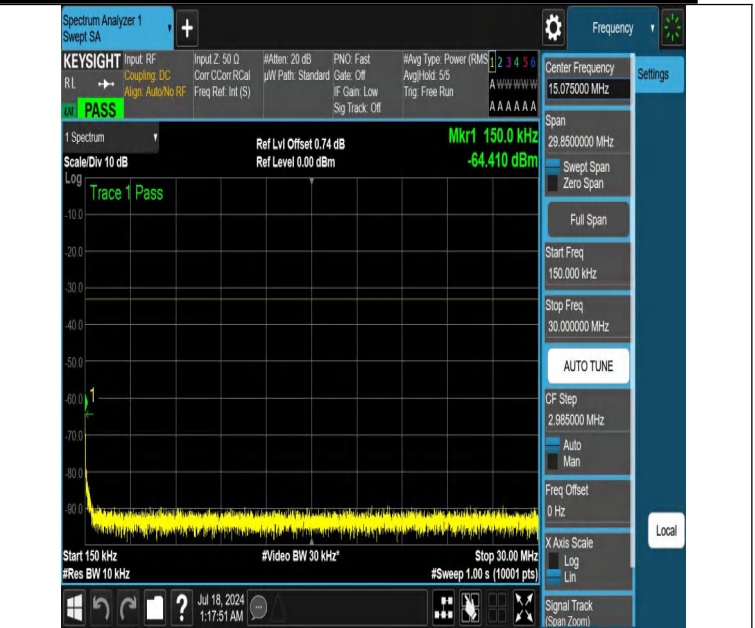 Spectrum Analyzer 1
Swept SA
+
Frequency
KEYSIGHT
RL
PASS
Input: RF
Coupling: DC
Align: Auto/No RF
Input Z: 50 Ω
Corr CCorr RCal
Freq Ref: Int (S)
#Atten: 20 dB
µW Path: Standard
PNO: Fast
Gate: Off
IF Gain: Low
Sig Track: Off
#Avg Type: Power (RMS
Avg|Hold: 5/5
Trig: Free Run
1 2 3 4 5 6
A W W W W W
A A A A A A
1 Spectrum
Scale/Div 10 dB
Ref Lvl Offset 0.74 dB
Ref Level 0.00 dBm
Mkr1 150.0 kHz
-64.410 dBm
Log
Trace 1 Pass
-10.0
-20.0
-30.0
-40.0
-50.0
-60.0
1
-70.0
-80.0
-90.0
Start 150 kHz
#Video BW 30 kHz*
Stop 30.00 MHz
#Res BW 10 kHz
#Sweep 1.00 s (10001 pts)
?
Jul 18, 2024
1:17:51 AM
Settings
Center Frequency
15.075000 MHz
Span
29.8500000 MHz
Swept Span
Zero Span
Full Span
Start Freq
150.000 kHz
Stop Freq
30.000000 MHz
AUTO TUNE
CF Step
2.985000 MHz
Auto
Man
Freq Offset
0 Hz
X Axis Scale
Log
Lin
Signal Track
(Span Zoom)
Local